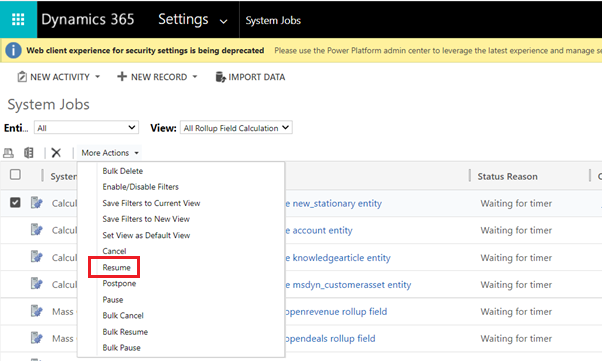 Dynamics 365 Settings System Jobs
Web client experience for security settings is being deprecated Please use the Power Platform admin center to leverage the latest experience and manage se
NEW ACTIVITY NEW RECORD IMPORT DATA
System Jobs
Enti... All View: All Rollup Field Calculation
More Actions
Bulk Delete
Enable/Disable Filters
Save Filters to Current View
Save Filters to New View
Set View as Default View
Cancel
Resume
Postpone
Pause
Bulk Cancel
Bulk Resume
Bulk Pause
System Status Reason
Calcul e new_stationary entity Waiting for timer
Calcul e account entity Waiting for timer
Calcul e knowledgearticle entity Waiting for timer
Calcul e msdyn_customerasset entity Waiting for timer
Mass openrevenue rollup field Waiting for timer
Mass opendeals rollup field Waiting for timer